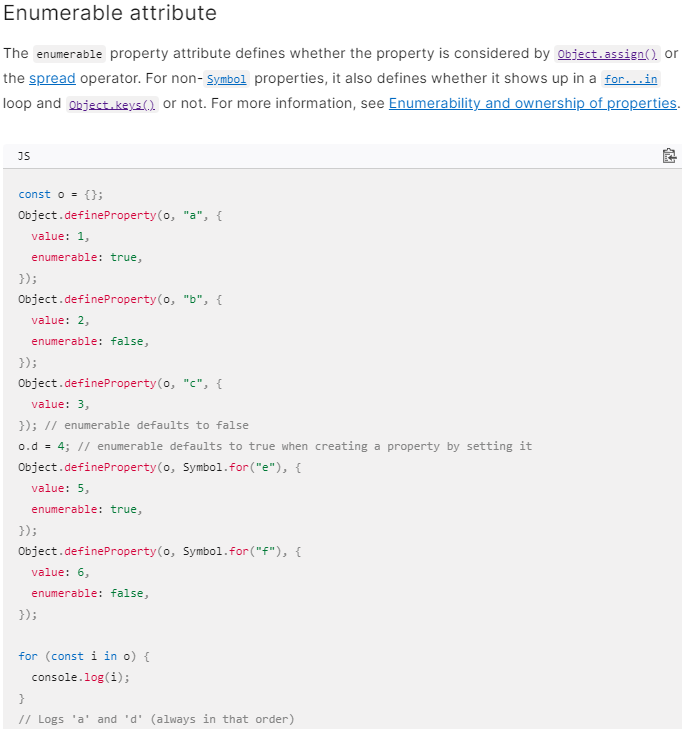 Enumerable attribute
The enumerable property attribute defines whether the property is considered by Object.assign() or
the spread operator. For non-Symbol properties, it also defines whether it shows up in a for...in
loop and Object.keys() or not. For more information, see Enumerability and ownership of properties.
JS
const o = {};
Object.defineProperty(o, "a", {
  value: 1,
  enumerable: true,
});
Object.defineProperty(o, "b", {
  value: 2,
  enumerable: false,
});
Object.defineProperty(o, "c", {
  value: 3,
}); // enumerable defaults to false
o.d = 4; // enumerable defaults to true when creating a property by setting it
Object.defineProperty(o, Symbol.for("e"), {
  value: 5,
  enumerable: true,
});
Object.defineProperty(o, Symbol.for("f"), {
  value: 6,
  enumerable: false,
});
for (const i in o) {
  console.log(i);
}
// Logs 'a' and 'd' (always in that order)